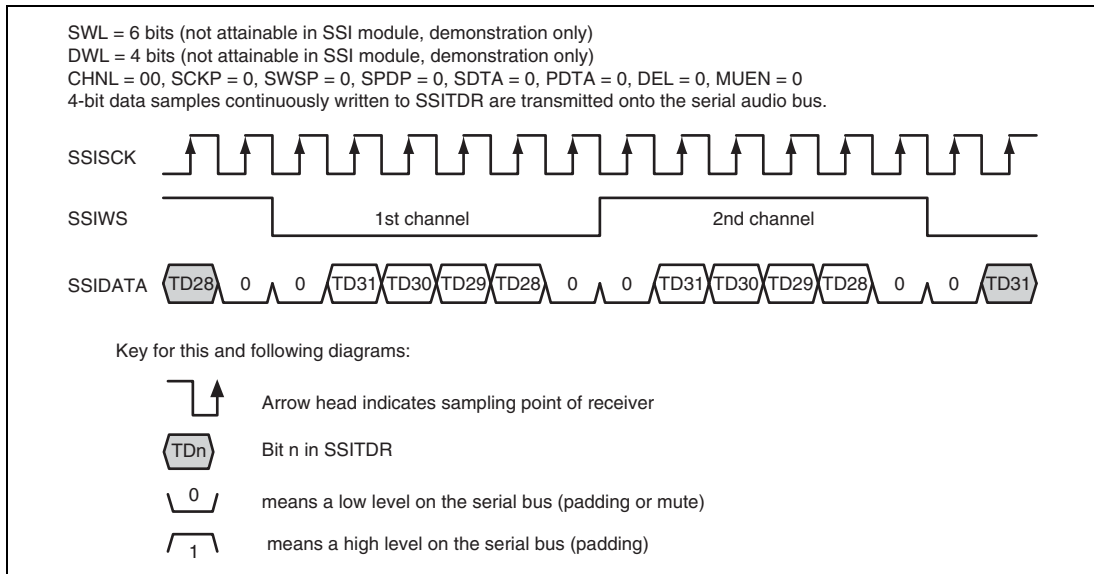 SWL = 6 bits (not attainable in SSI module, demonstration only)
DWL = 4 bits (not attainable in SSI module, demonstration only)
CHNL = 00, SCKP = 0, SWSP = 0, SPDP = 0, SDTA = 0, PDTA = 0, DEL = 0, MUEN = 0
4-bit data samples continuously written to SSITDR are transmitted onto the serial audio bus.
SSISCK
SSIWS 1st channel 2nd channel
SSIDATA TD28 0 0 TD31 TD30 TD29 TD28 0 0 TD31 TD30 TD29 TD28 0 0 TD31
Key for this and following diagrams:
Arrow head indicates sampling point of receiver
TDn Bit n in SSITDR
0 means a low level on the serial bus (padding or mute)
1 means a high level on the serial bus (padding)